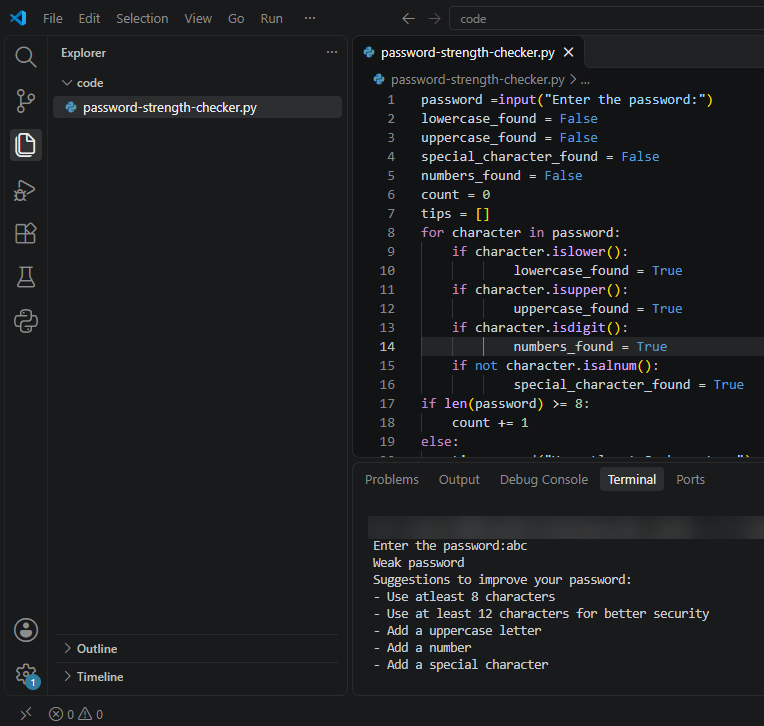 File Edit Selection View Go Run ··· ← → code
Explorer ···
code
password-strength-checker.py
Outline
Timeline
1
0 0
password-strength-checker.py ×
password-strength-checker.py > ...
1 password =input("Enter the password:")
2 lowercase_found = False
3 uppercase_found = False
4 special_character_found = False
5 numbers_found = False
6 count = 0
7 tips = []
8 for character in password:
9     if character.islower():
10             lowercase_found = True
11     if character.isupper():
12             uppercase_found = True
13     if character.isdigit():
14             numbers_found = True
15     if not character.isalnum():
16             special_character_found = True
17 if len(password) >= 8:
18     count += 1
19 else:
Problems Output Debug Console Terminal Ports
Enter the password:abc
Weak password
Suggestions to improve your password:
- Use atleast 8 characters
- Use at least 12 characters for better security
- Add a uppercase letter
- Add a number
- Add a special character